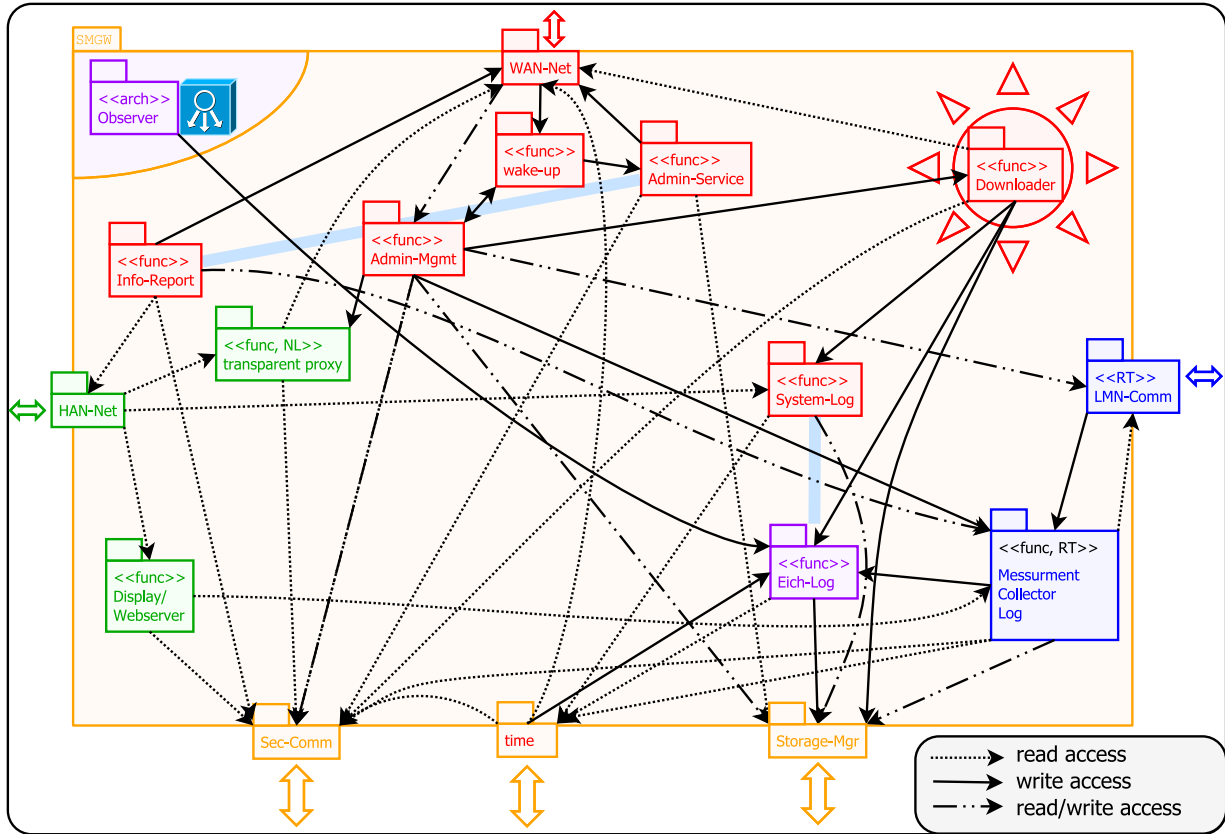 SMGW
WAN-Net
<<arch>>
Observer
<<func>>
wake-up
<<func>>
Admin-Service
<<func>>
Downloader
<<func>>
Admin-Mgmt
<<func>>
Info-Report
<<func, NL>>
transparent proxy
<<func>>
System-Log
<<RT>>
LMN-Comm
HAN-Net
<<func>>
Display/
Webserver
<<func>>
Eich-Log
<<func, RT>>
Messurment
Collector
Log
Sec-Comm
time
Storage-Mgr
read access
write access
read/write access